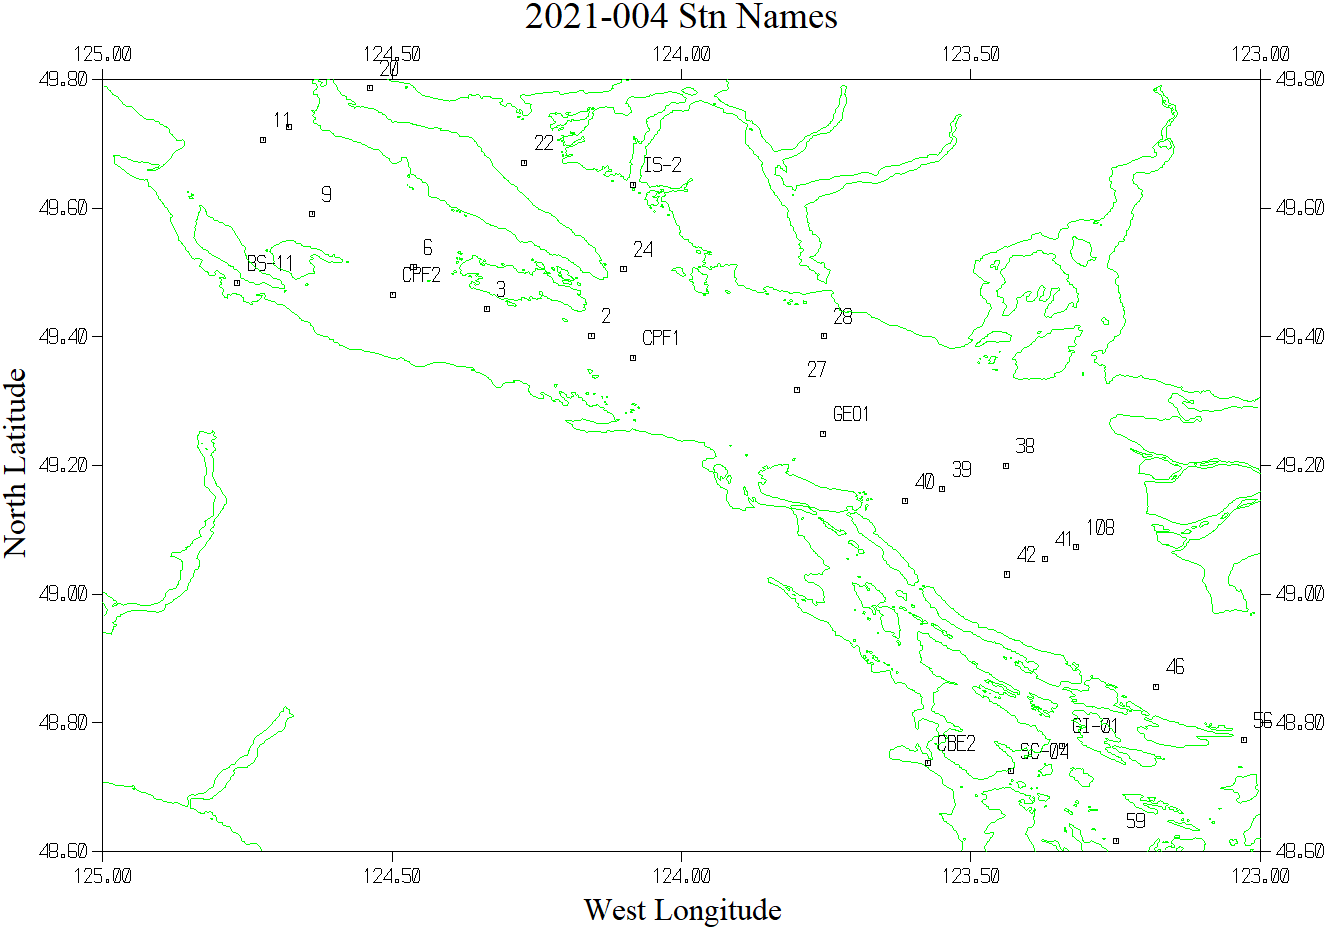 2021-004 Stn Names
125.00 124.50 124.00 123.50 123.00
49.80 20 49.80
11
22
IS-2
9
49.60 49.60
6 24
BS-11
CPF2
3
2 28
49.40 CPF1 49.40
27
GEO1
38
49.20 39 49.20
40
108
41
42
49.00 49.00
46
48.80 GI-01 56 48.80
CBE2 SC-04
59
48.60 48.60
125.00 124.50 124.00 123.50 123.00
West Longitude
North Latitude